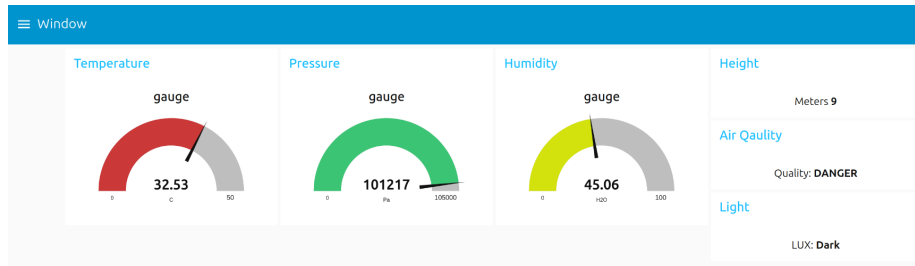 Window
Temperature
gauge
32.53
0
C
50
Pressure
gauge
101217
0
Pa
105000
Humidity
gauge
45.06
0
H2O
100
Height
Meters 9
Air Qaulity
Quality: DANGER
Light
LUX: Dark